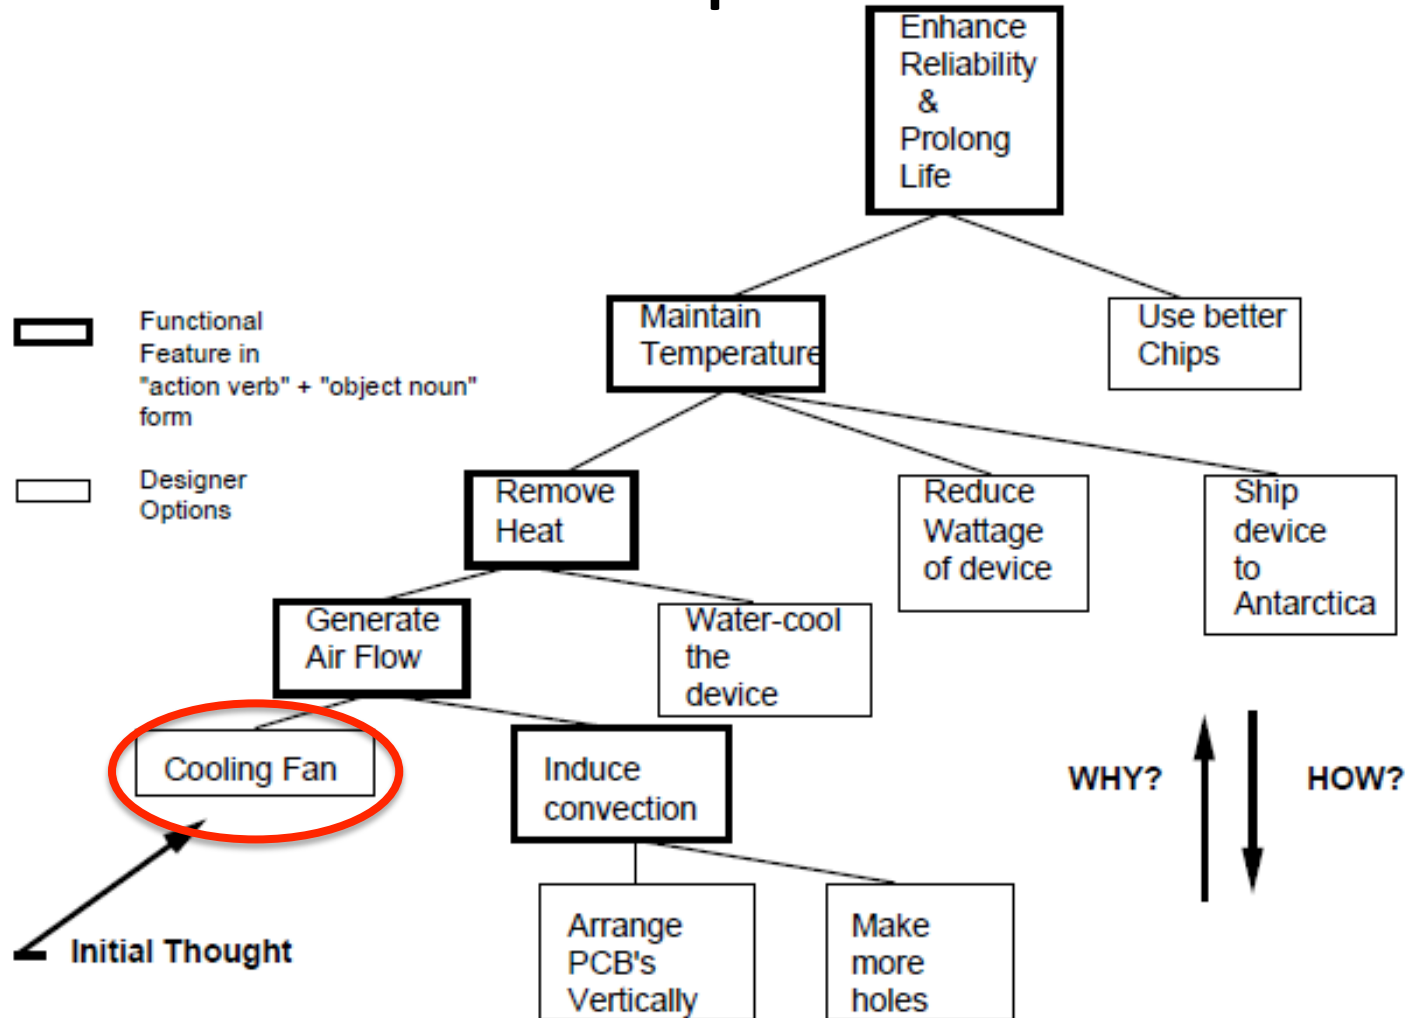 Enhance
Reliability
&
Prolong
Life
Maintain
Temperature
Use better
Chips
Functional
Feature in
"action verb" + "object noun"
form
Designer
Options
Remove
Heat
Reduce
Wattage
of device
Ship
device
to
Antarctica
Generate
Air Flow
Water-cool
the
device
Cooling Fan
Induce
convection
WHY?
HOW?
Initial Thought
Arrange
PCB's
Vertically
Make
more
holes